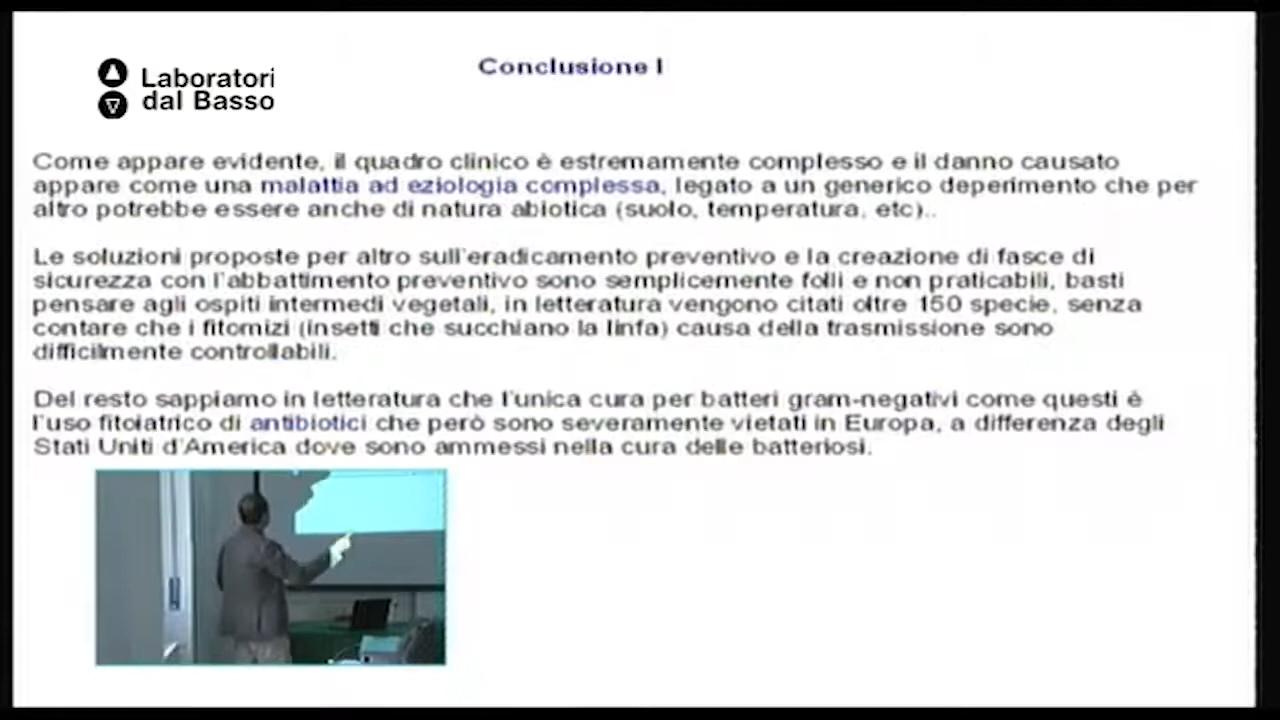 Laboratori
dal Basso
Conclusione I
Come appare evidente, il quadro clinico è estremamente complesso e il danno causato
appare come una malattia ad eziologia complessa, legato a un generico deperimento che per
altro potrebbe essere anche di natura abiotica (suolo, temperatura, etc)..
Le soluzioni proposte per altro sull'eradicamento preventivo e la creazione di fasce di
sicurezza con l'abbattimento preventivo sono semplicemente folli e non praticabili, basti
pensare agli ospiti intermedi vegetali, in letteratura vengono citati oltre 150 specie, senza
contare che i fitomizi (insetti che succhiano la linfa) causa della trasmissione sono
difficilmente controllabili.
Del resto sappiamo in letteratura che l'unica cura per batteri gram-negativi come questi è
l'uso fitoiatrico di antibiotici che però sono severamente vietati in Europa, a differenza degli
Stati Uniti d'America dove sono ammessi nella cura delle batteriosi.